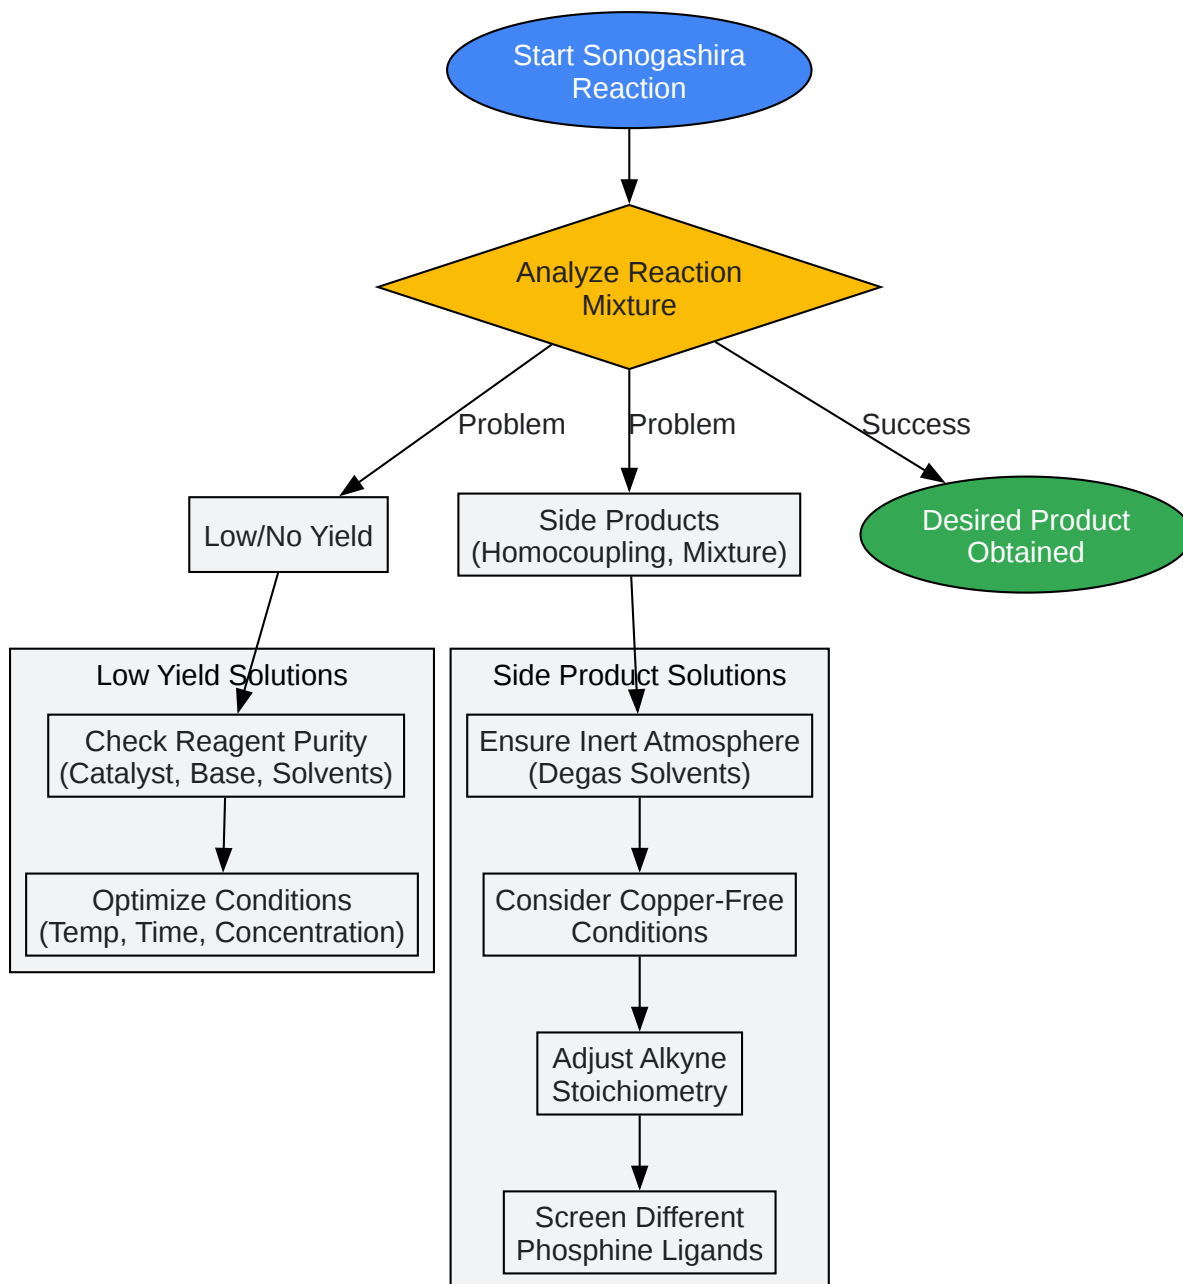 Start Sonogashira
Reaction
Analyze Reaction
Mixture
Problem
Problem
Success
Low/No Yield
Side Products
(Homocoupling, Mixture)
Desired Product
Obtained
Low Yield Solutions
Check Reagent Purity
(Catalyst, Base, Solvents)
Optimize Conditions
(Temp, Time, Concentration)
Side Product Solutions
Ensure Inert Atmosphere
(Degas Solvents)
Consider Copper-Free
Conditions
Adjust Alkyne
Stoichiometry
Screen Different
Phosphine Ligands